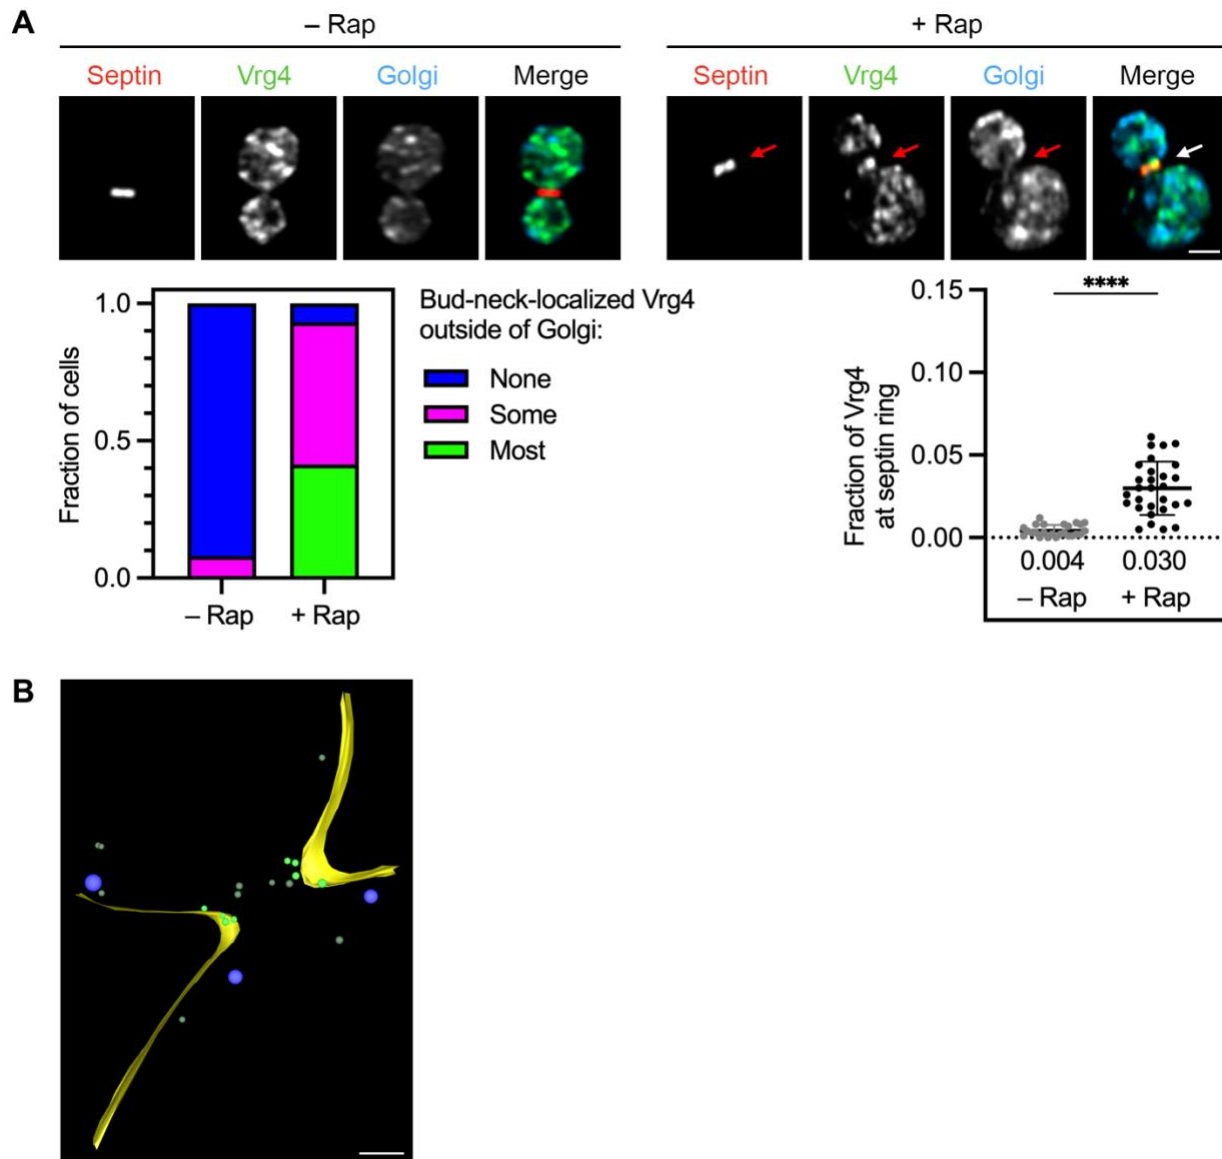 A
– Rap
+ Rap
Septin Vrg4 Golgi Merge
Septin Vrg4 Golgi Merge
1.0
0.5
0.0
Fraction of cells
– Rap + Rap
Bud-neck-localized Vrg4
outside of Golgi:
None
Some
Most
****
0.15
0.10
0.05
0.00
Fraction of Vrg4
at septin ring
0.004 0.030
– Rap + Rap
B